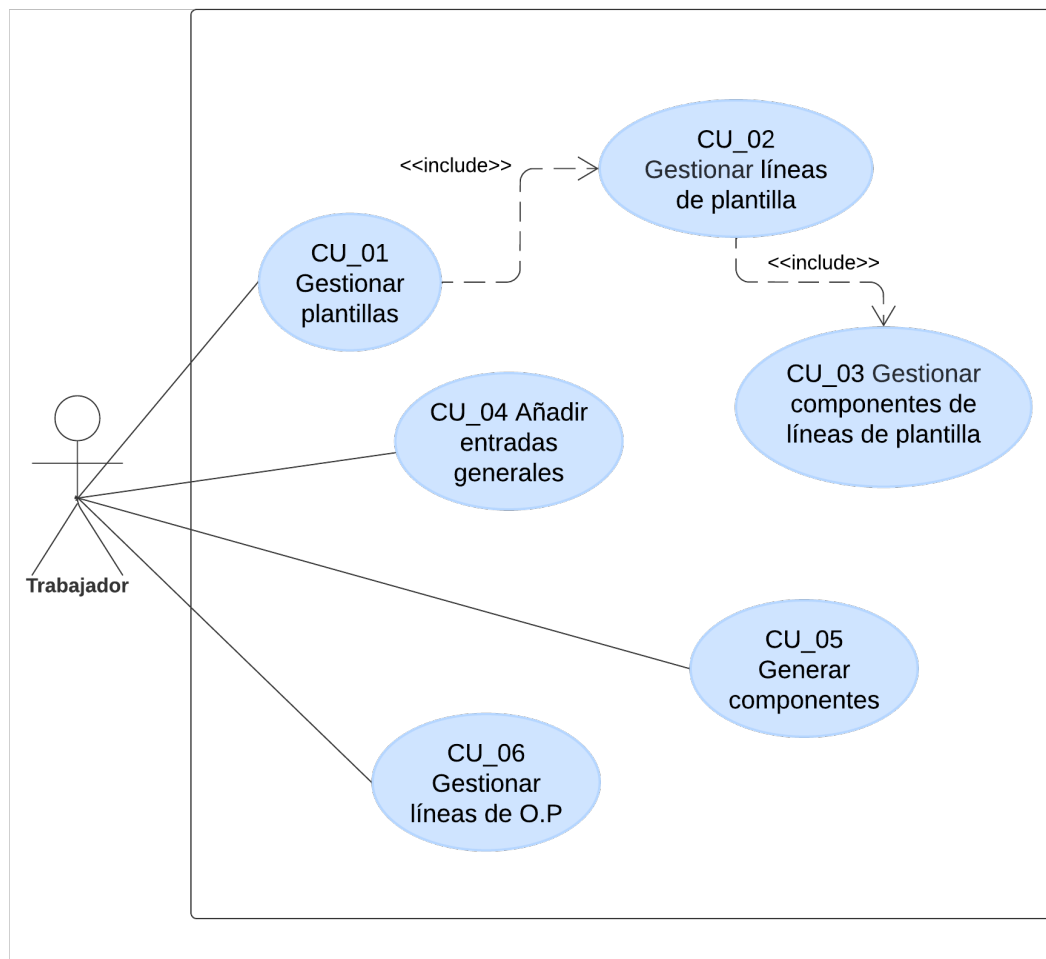 CU_02
Gestionar líneas
de plantilla
<<include>>
CU_01
Gestionar
plantillas
<<include>>
CU_03 Gestionar
componentes de
líneas de plantilla
CU_04 Añadir
entradas
generales
Trabajador
CU_05
Generar
componentes
CU_06
Gestionar
líneas de O.P